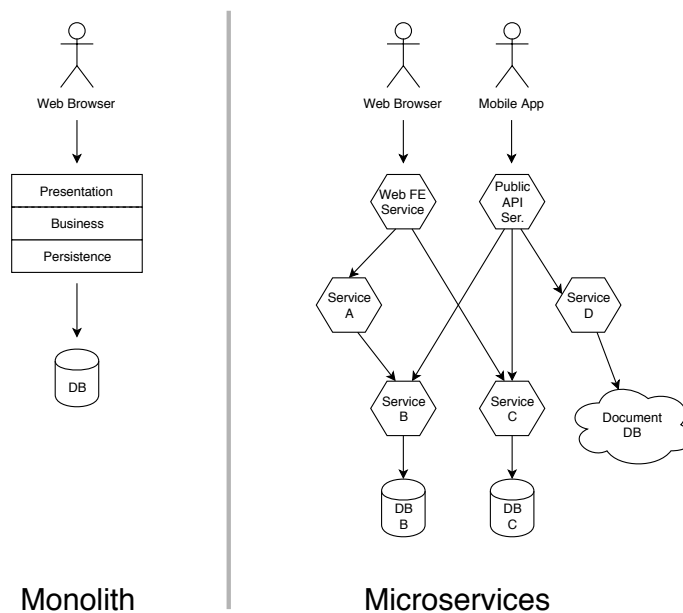 Web Browser
Presentation
Business
Persistence
DB
Monolith
Web Browser
Mobile App
Web FE
Service
Public
API
Ser.
Service
A
Service
D
Service
B
Service
C
Document
DB
DB
B
DB
C
Microservices